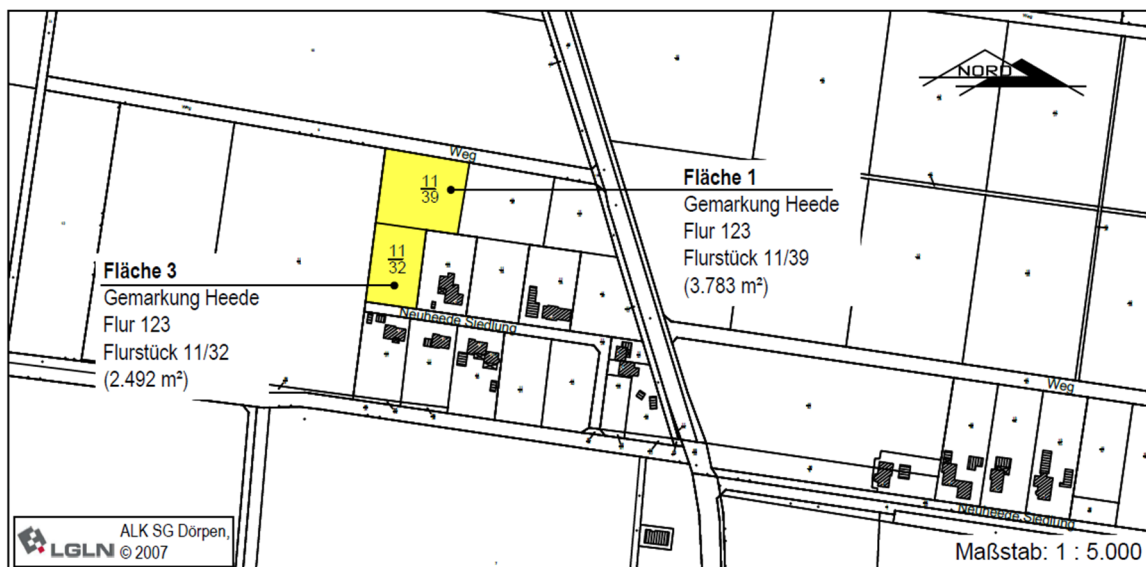 NORD
Weg
11
39
Fläche 1
Gemarkung Heede
Flur 123
Flurstück 11/39
(3.783 m²)
11
32
Fläche 3
Gemarkung Heede
Flur 123
Flurstück 11/32
(2.492 m²)
Neuheede Siedlung
Weg
Neuheede Siedlung
LGLN
ALK SG Dörpen,
© 2007
Maßstab: 1 : 5.000